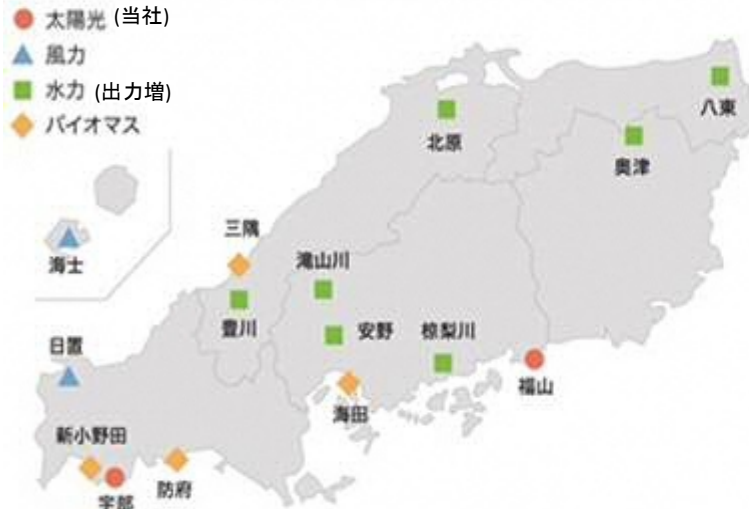 太陽光 (当社)
風力
水力 (出力増)
バイオマス
八東
北原
奥津
三隅
海士
滝山川
豊川
安野
椋梨川
日置
福山
海田
新小野田
防府
宇部